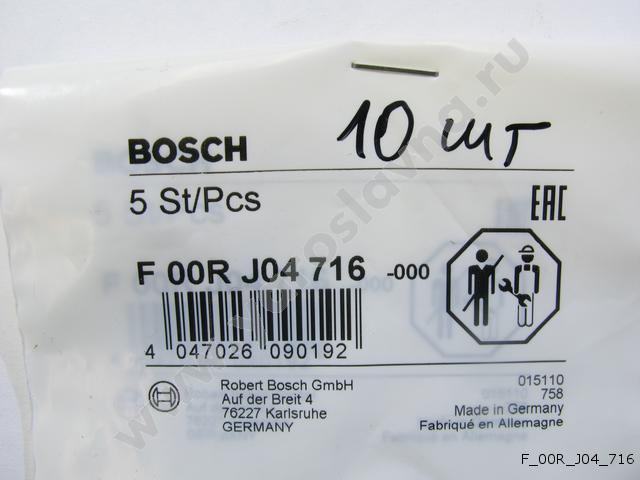 10 шт
BOSCH
5 St/Pcs
EAC
F 00R J04 716 -000
4 047026 090192
Robert Bosch GmbH
Auf der Breit 4
76227 Karlsruhe
GERMANY
015110
758
Made in Germany
Fabriqué en Allemagne
F_00R_J04_716